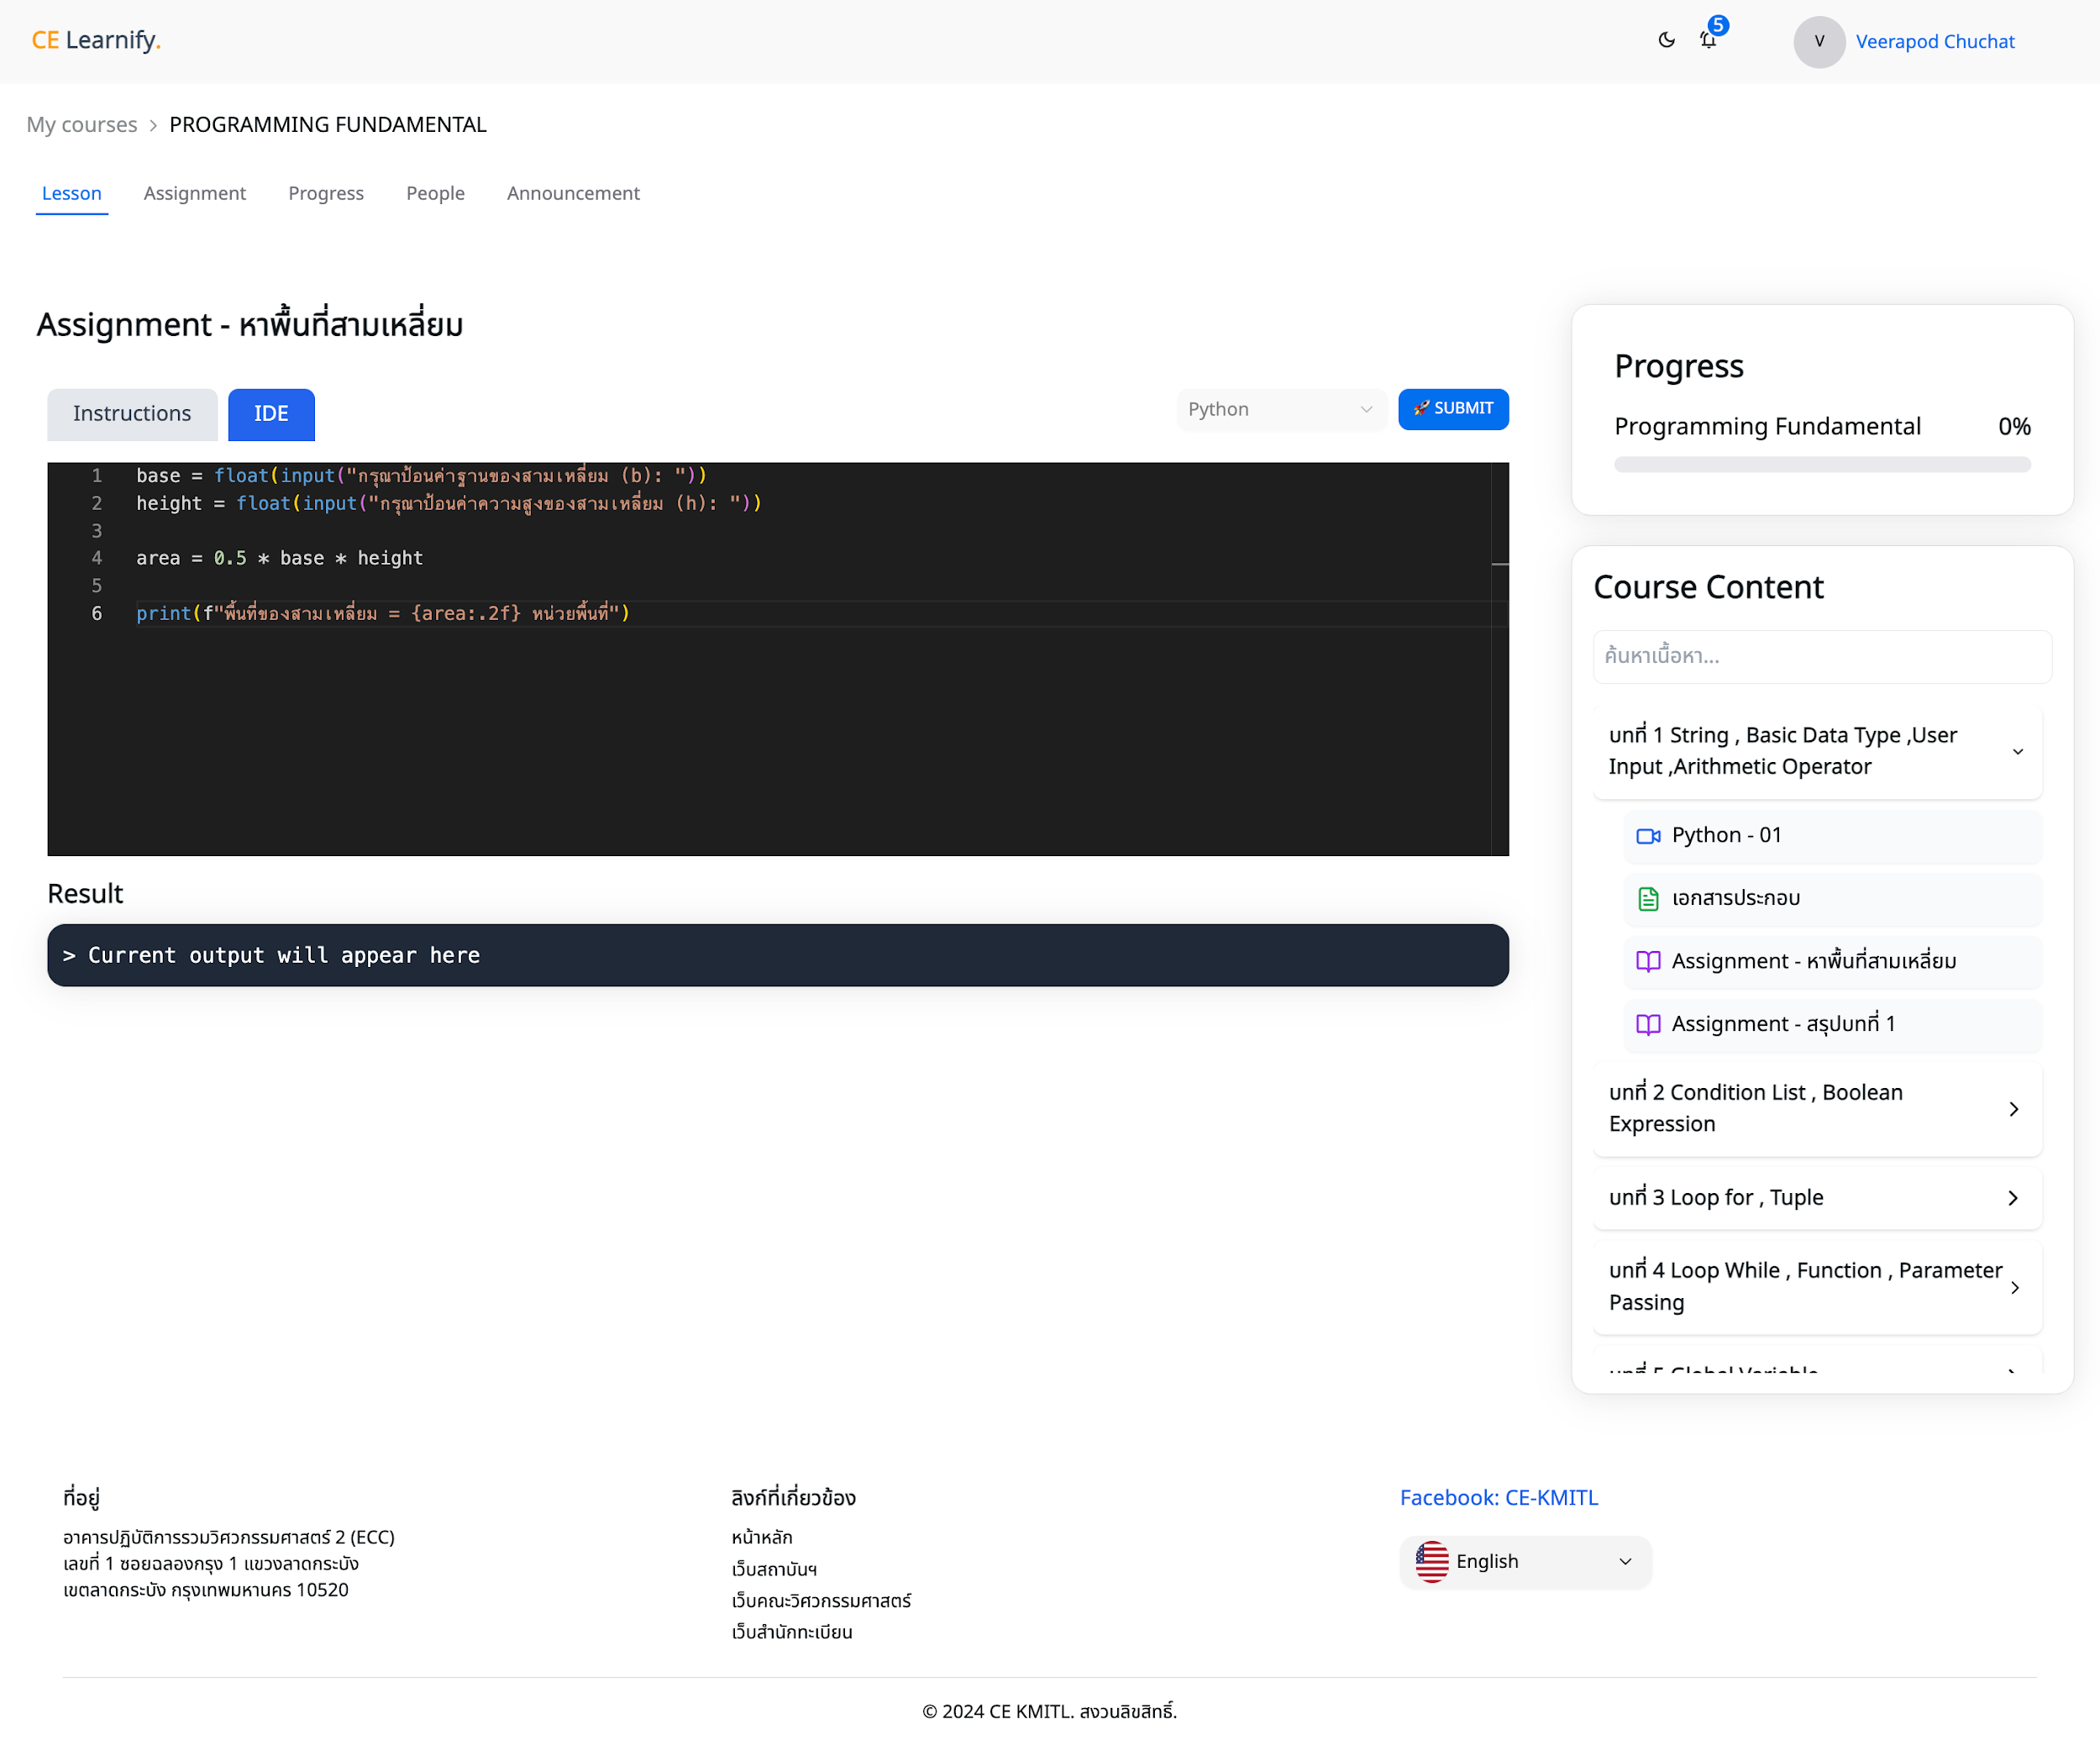 CE Learnify.
5
V
Veerapod Chuchat
My courses > PROGRAMMING FUNDAMENTAL
Lesson
Assignment
Progress
People
Announcement
Assignment - หาพื้นที่สามเหลี่ยม
Instructions
IDE
Python
🚀 SUBMIT
1 base = float(input("กรุณาป้อนค่าฐานของสามเหลี่ยม (b): "))
2 height = float(input("กรุณาป้อนค่าความสูงของสามเหลี่ยม (h): "))
3
4 area = 0.5 * base * height
5
6 print(f"พื้นที่ของสามเหลี่ยม = {area:.2f} หน่วยพื้นที่")
Result
> Current output will appear here
Progress
Programming Fundamental 0%
Course Content
ค้นหาเนื้อหา...
บทที่ 1 String , Basic Data Type ,User
Input ,Arithmetic Operator
Python - 01
เอกสารประกอบ
Assignment - หาพื้นที่สามเหลี่ยม
Assignment - สรุปบทที่ 1
บทที่ 2 Condition List , Boolean
Expression
บทที่ 3 Loop for , Tuple
บทที่ 4 Loop While , Function , Parameter
Passing
บทที่ 5 Global Variable
ที่อยู่
อาคารปฏิบัติการรวมวิศวกรรมศาสตร์ 2 (ECC)
เลขที่ 1 ซอยฉลองกรุง 1 แขวงลาดกระบัง
เขตลาดกระบัง กรุงเทพมหานคร 10520
ลิงก์ที่เกี่ยวข้อง
หน้าหลัก
เว็บสถาบันฯ
เว็บคณะวิศวกรรมศาสตร์
เว็บสำนักทะเบียน
Facebook: CE-KMITL
English
© 2024 CE KMITL. สงวนลิขสิทธิ์.